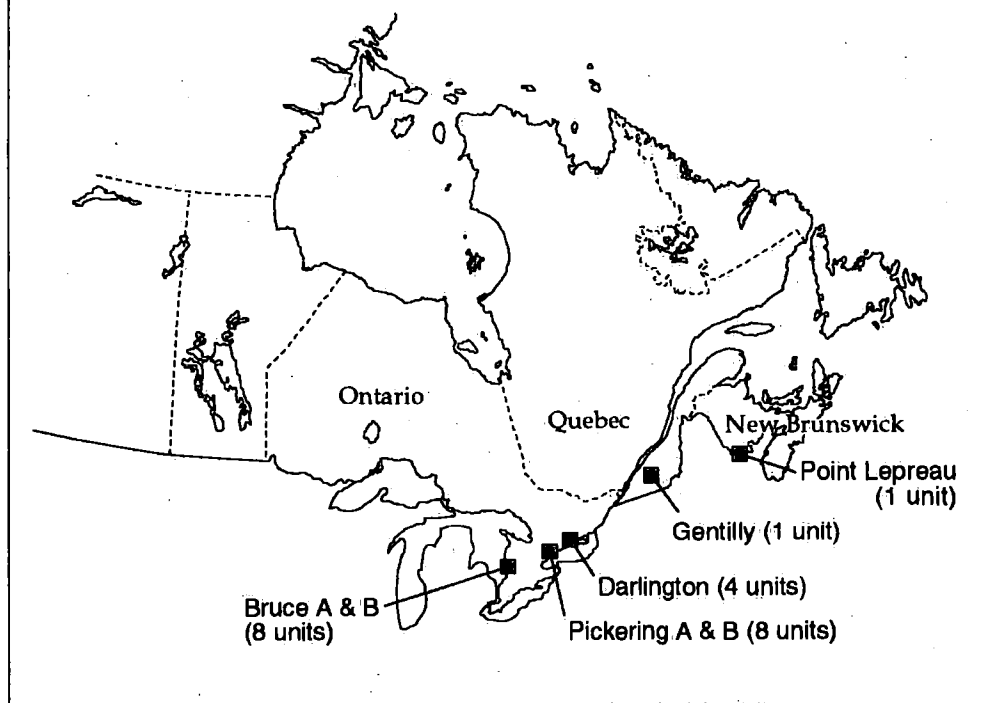 Ontario
Quebec
New Brunswick
Point Lepreau
(1 unit)
Gentilly (1 unit)
Darlington (4 units)
Bruce A & B
(8 units)
Pickering A & B (8 units)